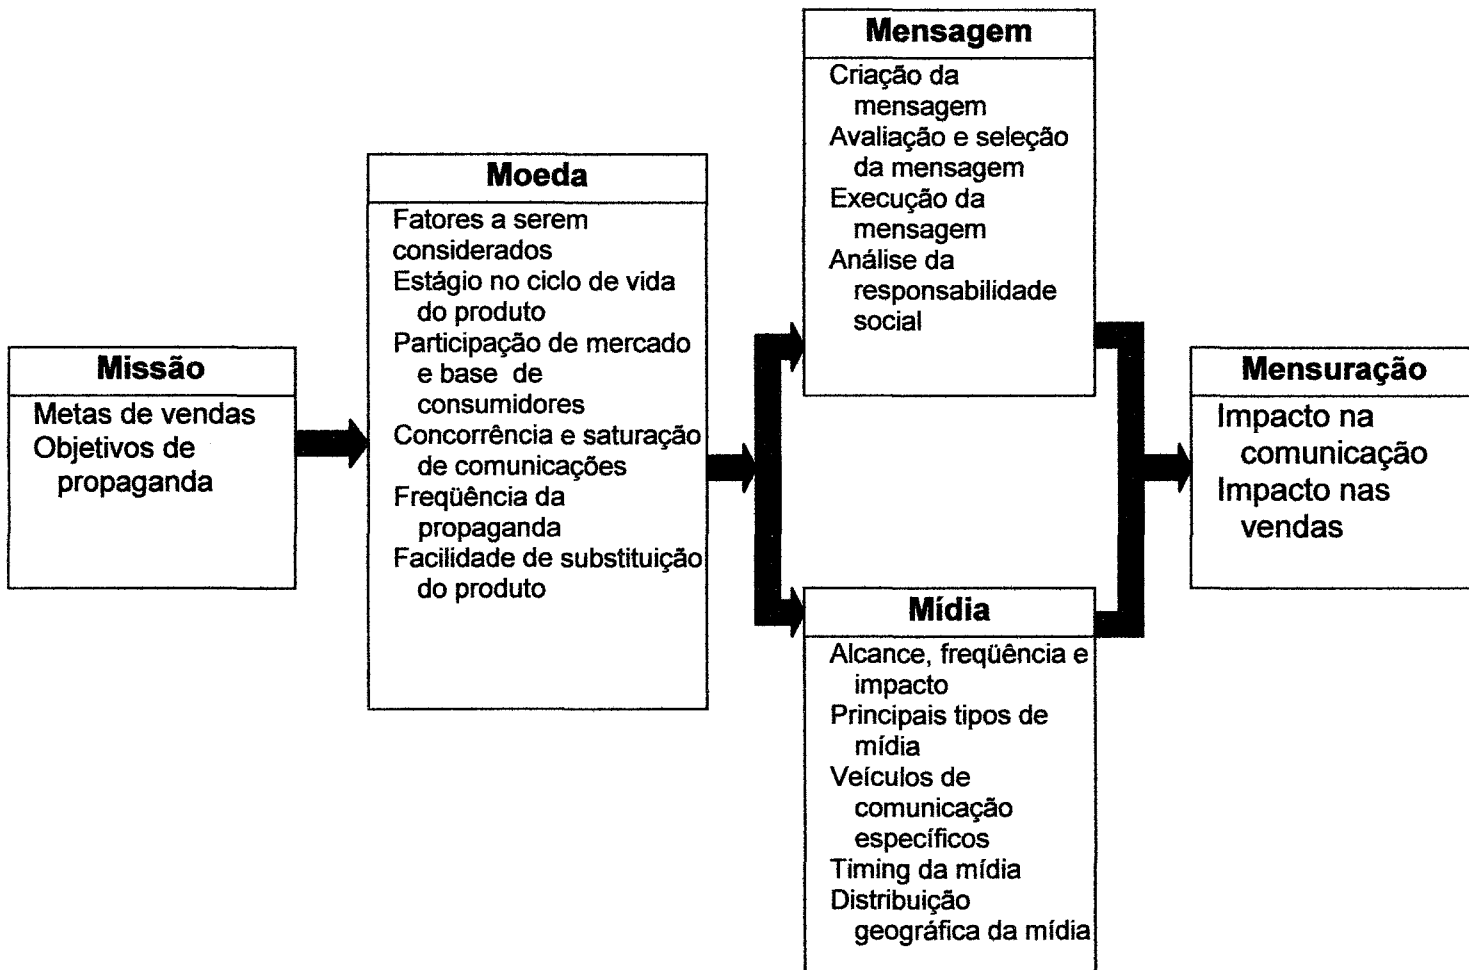 Missão
Metas de vendas
Objetivos de
propaganda
Moeda
Fatores a serem
considerados
Estágio no ciclo de vida
do produto
Participação de mercado
e base de
consumidores
Concorrência e saturação
de comunicações
Freqüência da
propaganda
Facilidade de substituição
do produto
Mensagem
Criação da
mensagem
Avaliação e seleção
da mensagem
Execução da
mensagem
Análise da
responsabilidade
social
Mídia
Alcance, freqüência e
impacto
Principais tipos de
mídia
Veículos de
comunicação
específicos
Timing da mídia
Distribuição
geográfica da mídia
Mensuração
Impacto na
comunicação
Impacto nas
vendas